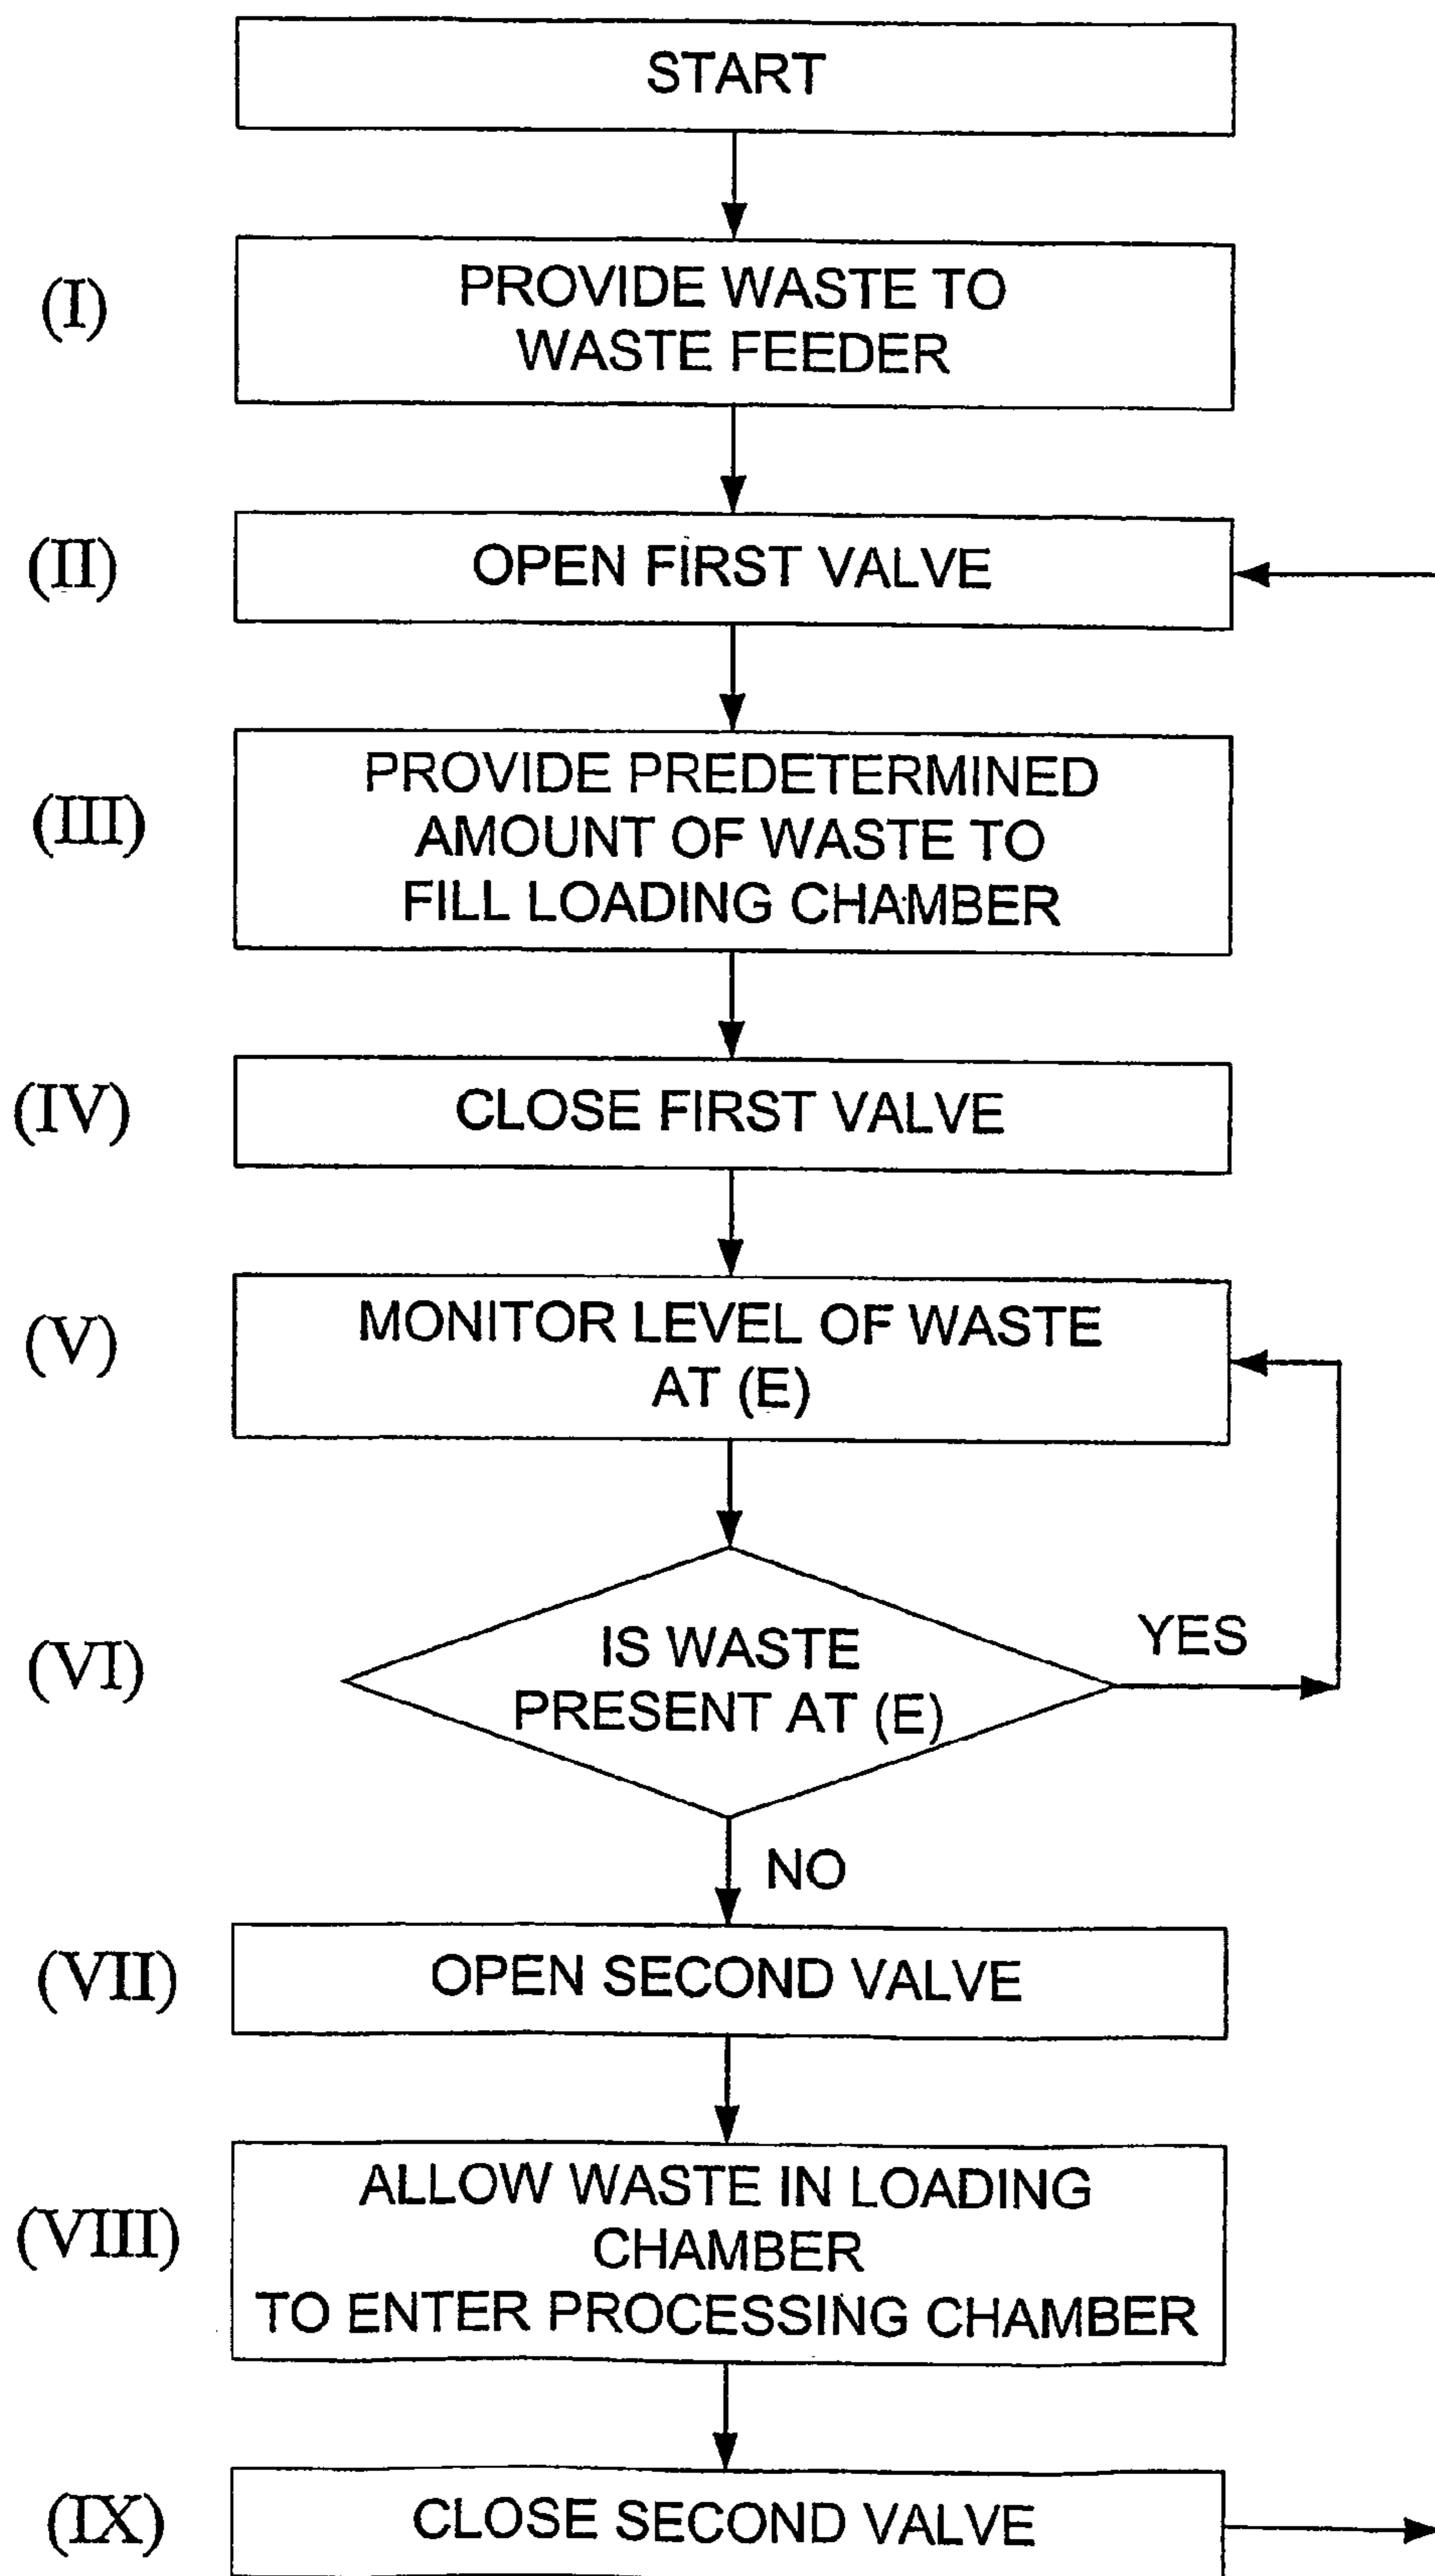 START
(I)
PROVIDE WASTE TO
WASTE FEEDER
(II)
OPEN FIRST VALVE
(III)
PROVIDE PREDETERMINED
AMOUNT OF WASTE TO
FILL LOADING CHAMBER
(IV)
CLOSE FIRST VALVE
(V)
MONITOR LEVEL OF WASTE
AT (E)
(VI)
IS WASTE
PRESENT AT (E)
YES
NO
(VII)
OPEN SECOND VALVE
(VIII)
ALLOW WASTE IN LOADING
CHAMBER
TO ENTER PROCESSING CHAMBER
(IX)
CLOSE SECOND VALVE